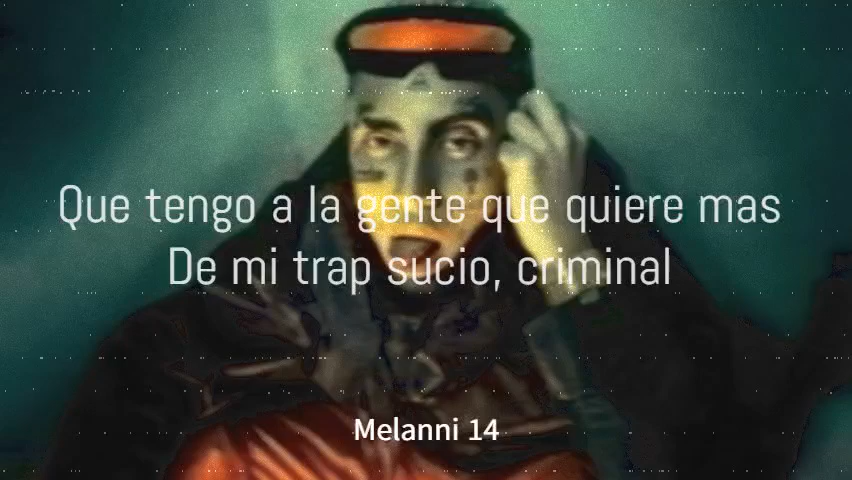 Que tengo a la gente que quiere mas
De mi trap sucio, criminal
Melanni 14